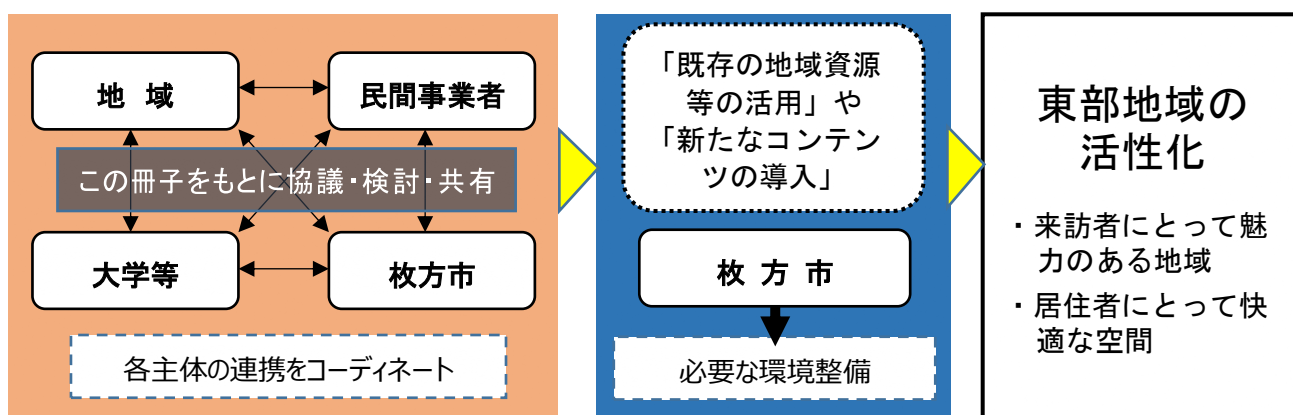 地 域
民間事業者
この冊子をもとに協議・検討・共有
大学等
枚方市
各主体の連携をコーディネート
「既存の地域資源
等の活用」や
「新たなコンテン
ツの導入」
枚 方 市
必要な環境整備
東部地域の
活性化
・来訪者にとって魅
力のある地域
・居住者にとって快
適な空間